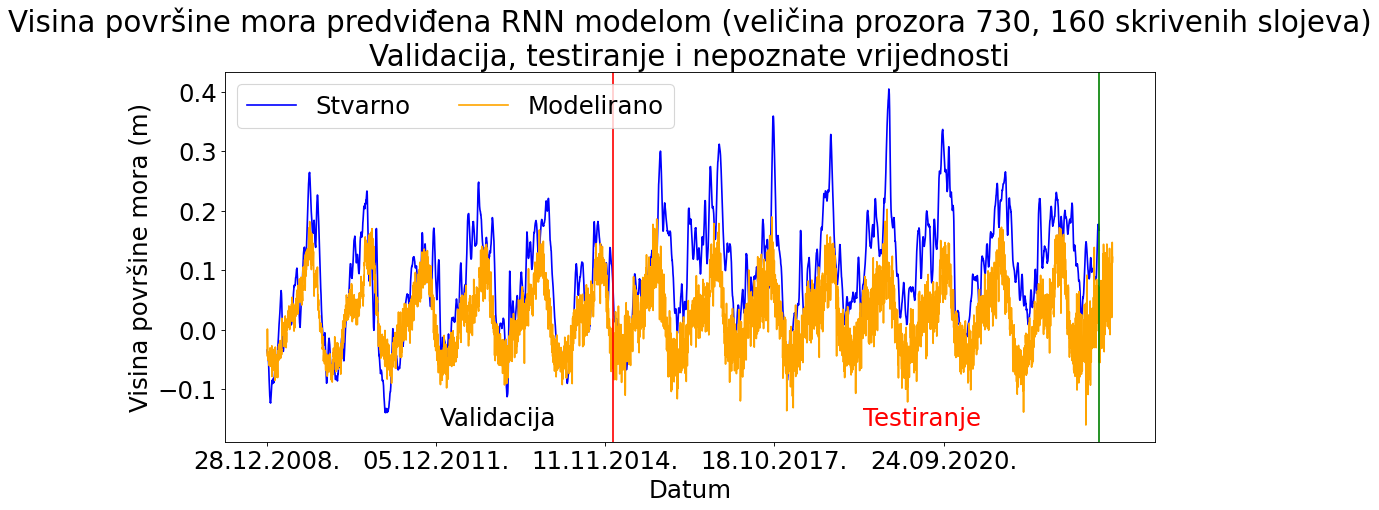 Visina površine mora predviđena RNN modelom (veličina prozora 730, 160 skrivenih slojeva)
Validacija, testiranje i nepoznate vrijednosti
Stvarno Modelirano
Visina površine mora (m)
0.4
0.3
0.2
0.1
0.0
−0.1
Validacija Testiranje
28.12.2008. 05.12.2011. 11.11.2014. 18.10.2017. 24.09.2020.
Datum